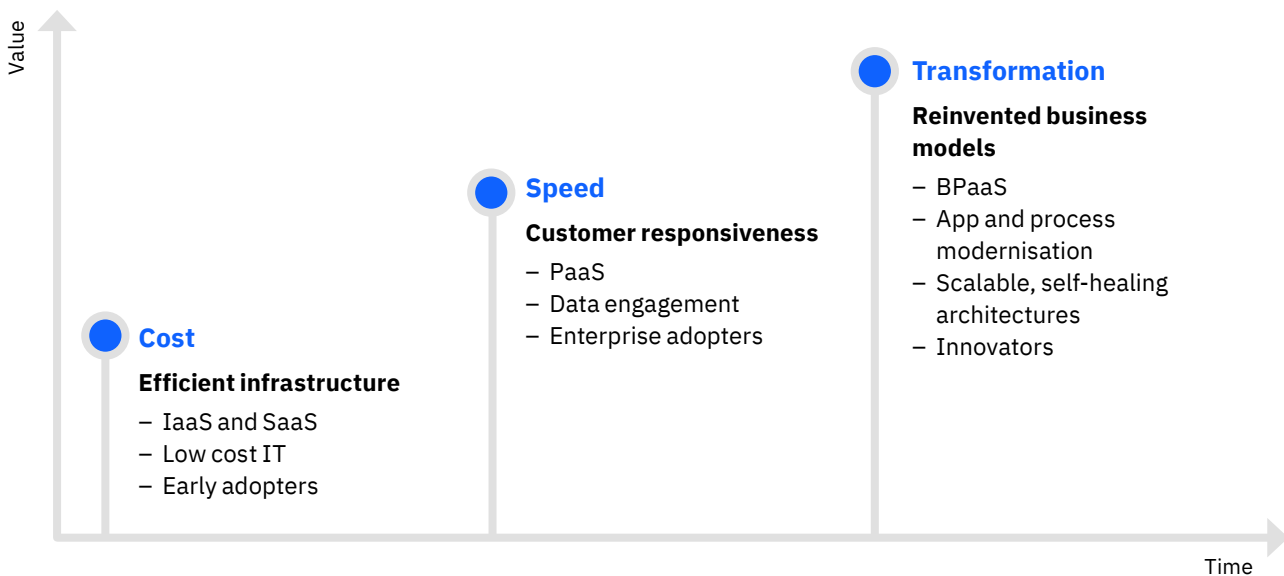 Value
Transformation
Reinvented business
models
– BPaaS
– App and process
modernisation
– Scalable, self-healing
architectures
– Innovators
Speed
Customer responsiveness
– PaaS
– Data engagement
– Enterprise adopters
Cost
Efficient infrastructure
– IaaS and SaaS
– Low cost IT
– Early adopters
Time